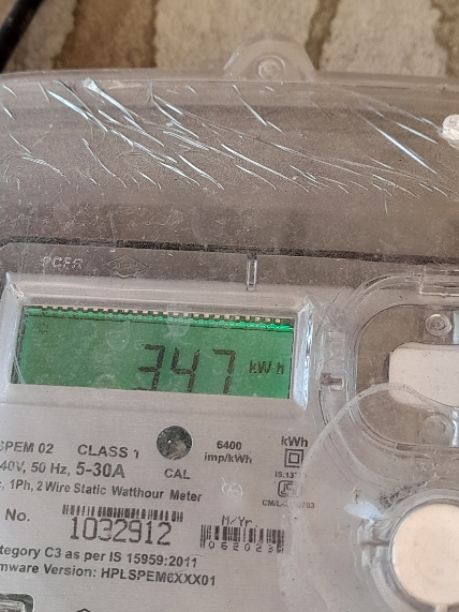 347 kWh
SPEM 02 CLASS 1 6400 imp/kWh kWh
40V, 50 Hz, 5-30A CAL
1Ph, 2 Wire Static Watthour Meter
No. 1032912 M/Yr.
062023
ategory C3 as per IS 15959:2011
mware Version: HPLSPEM6XXX01